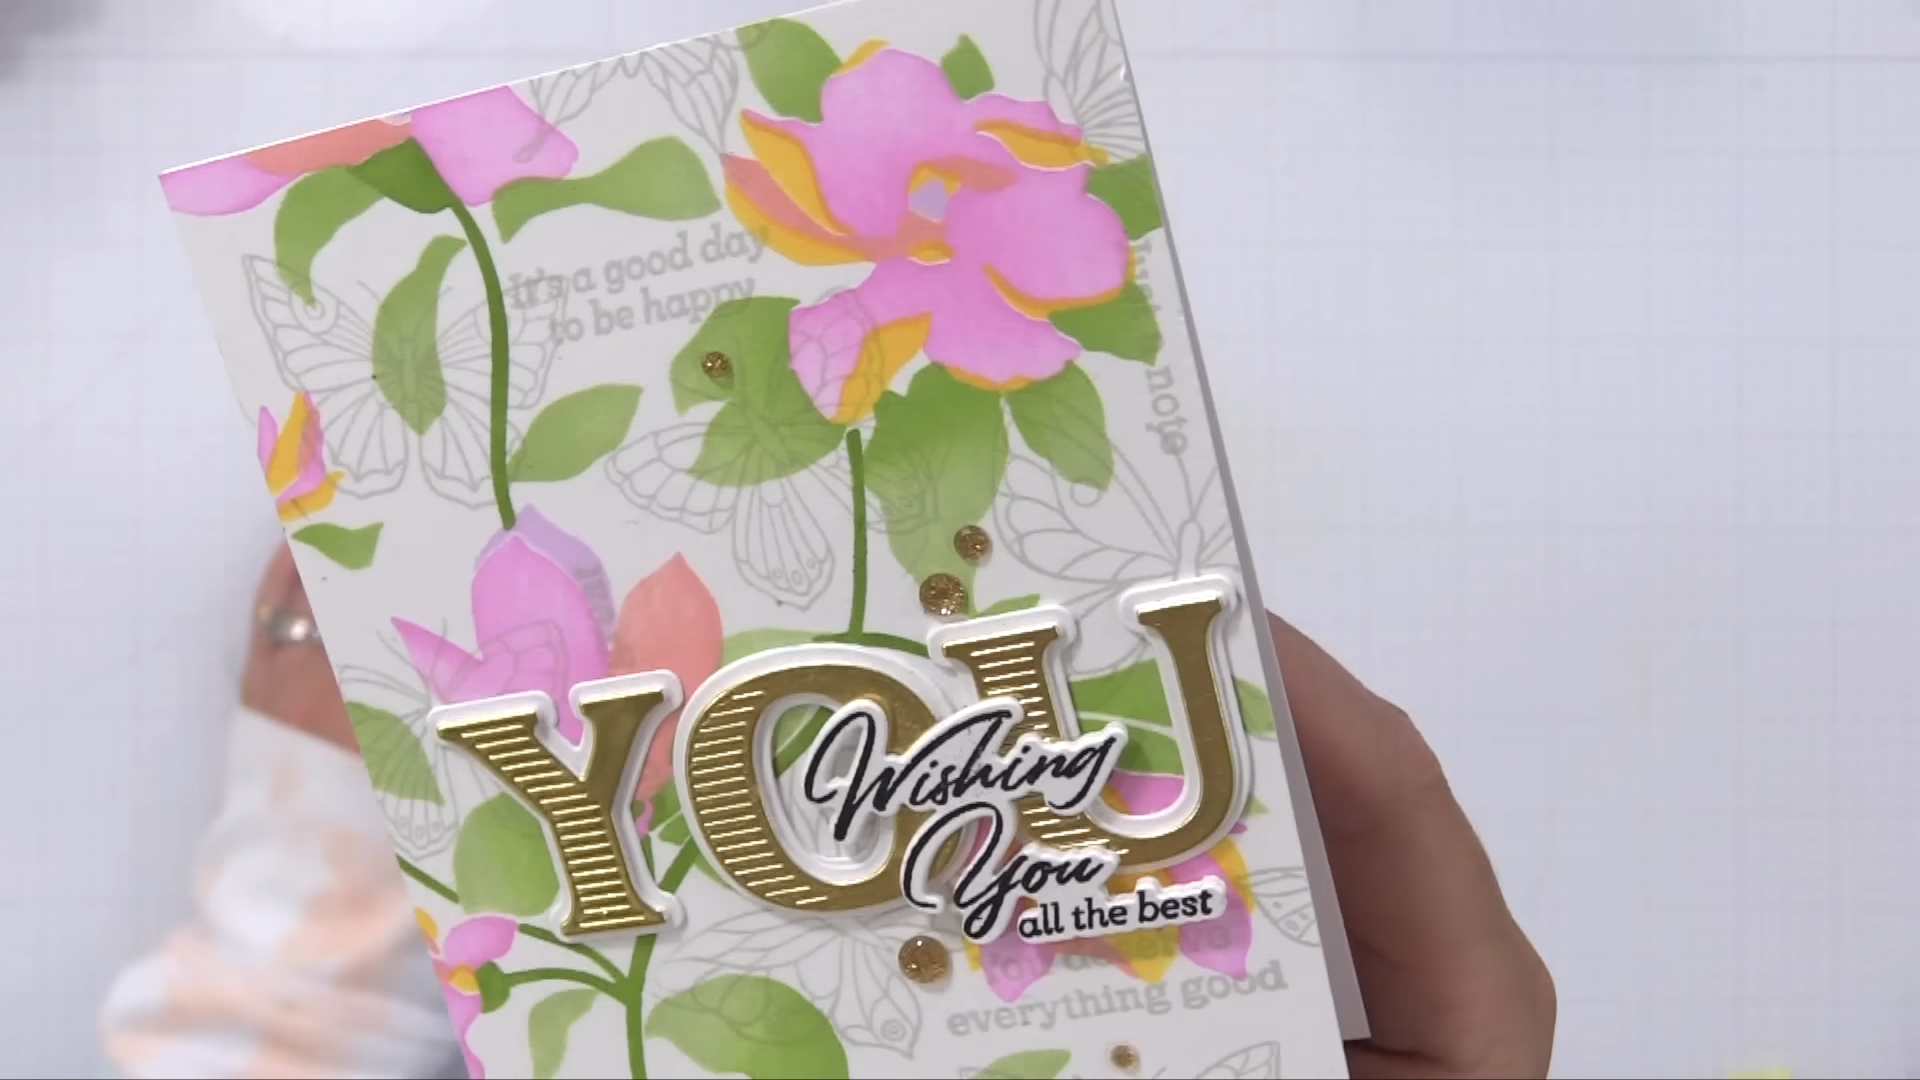 It's a good day
to be happy
note
YOU
Wishing
You
all the best
everything good